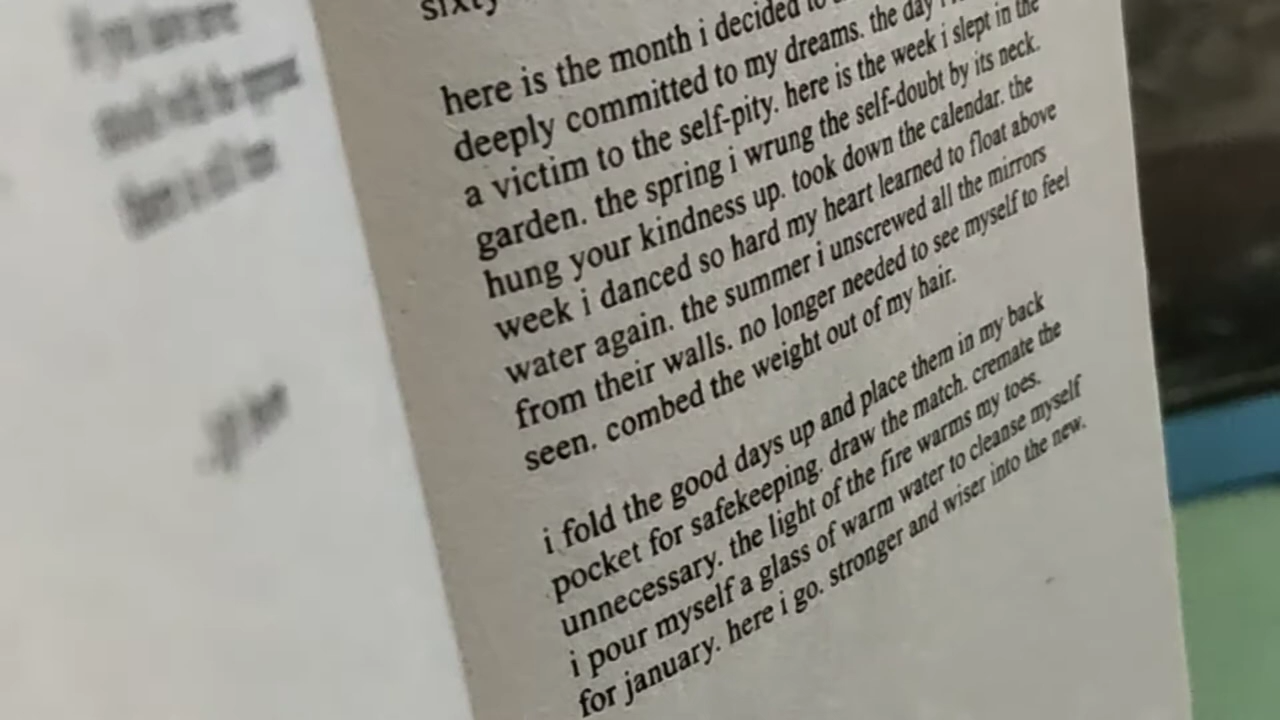 sixty
here is the month i decided to
deeply committed to my dreams. the day i
a victim to the self-pity. here is the week i slept in the
garden. the spring i wrung the self-doubt by its neck.
hung your kindness up. took down the calendar. the
week i danced so hard my heart learned to float above
water again. the summer i unscrewed all the mirrors
from their walls. no longer needed to see myself to feel
seen. combed the weight out of my hair.
i fold the good days up and place them in my back
pocket for safekeeping. draw the match. cremate the
unnecessary. the light of the fire warms my toes.
i pour myself a glass of warm water to cleanse myself
for january. here i go. stronger and wiser into the new.